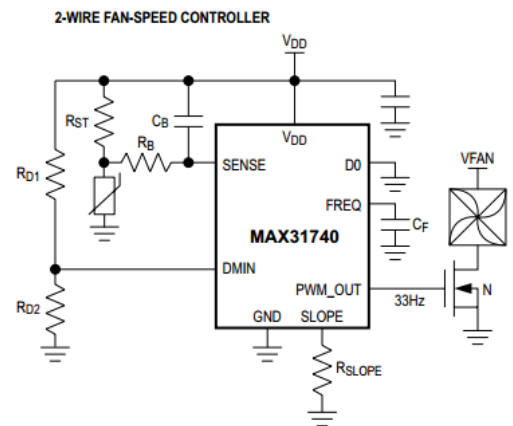 2-WIRE FAN-SPEED CONTROLLER
VDD
RST
CB
RB
VDD
SENSE
D0
VFAN
RD1
FREQ
CF
MAX31740
DMIN
PWM_OUT
33Hz
N
RD2
GND
SLOPE
RSLOPE